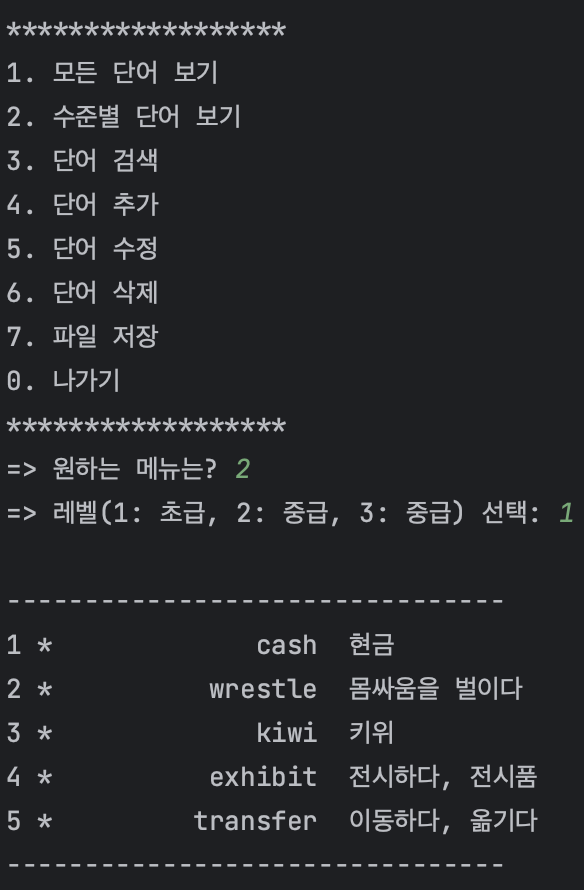 ******************
1. 모든 단어 보기
2. 수준별 단어 보기
3. 단어 검색
4. 단어 추가
5. 단어 수정
6. 단어 삭제
7. 파일 저장
0. 나가기
******************
=> 원하는 메뉴는? 2
=> 레벨(1: 초급, 2: 중급, 3: 중급) 선택: 1
--------------------------------
1 *             cash  현금
2 *          wrestle  몸싸움을 벌이다
3 *             kiwi  키위
4 *          exhibit  전시하다, 전시품
5 *         transfer  이동하다, 옮기다
--------------------------------